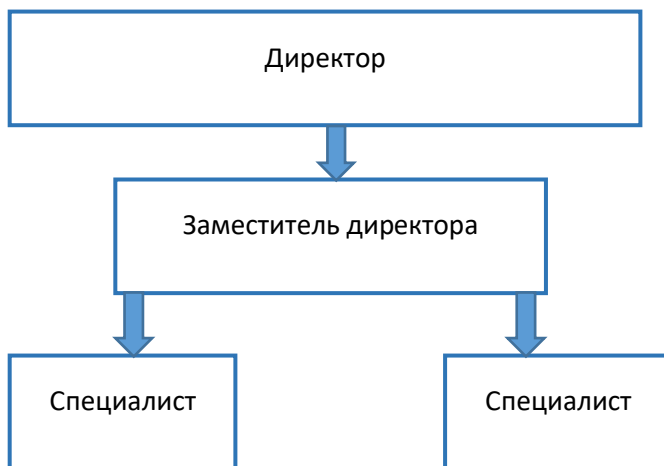 Директор
Заместитель директора
Специалист
Специалист